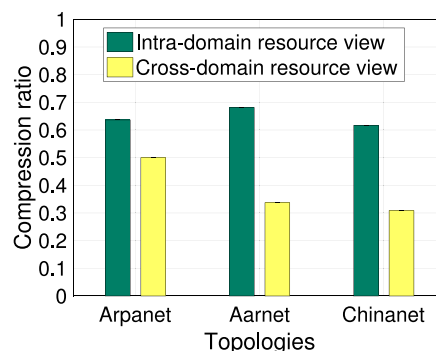 1
0.9
0.8
0.7
0.6
0.5
0.4
0.3
0.2
0.1
0
Compression ratio
Intra-domain resource view
Cross-domain resource view
Arpanet Aarnet Chinanet
Topologies